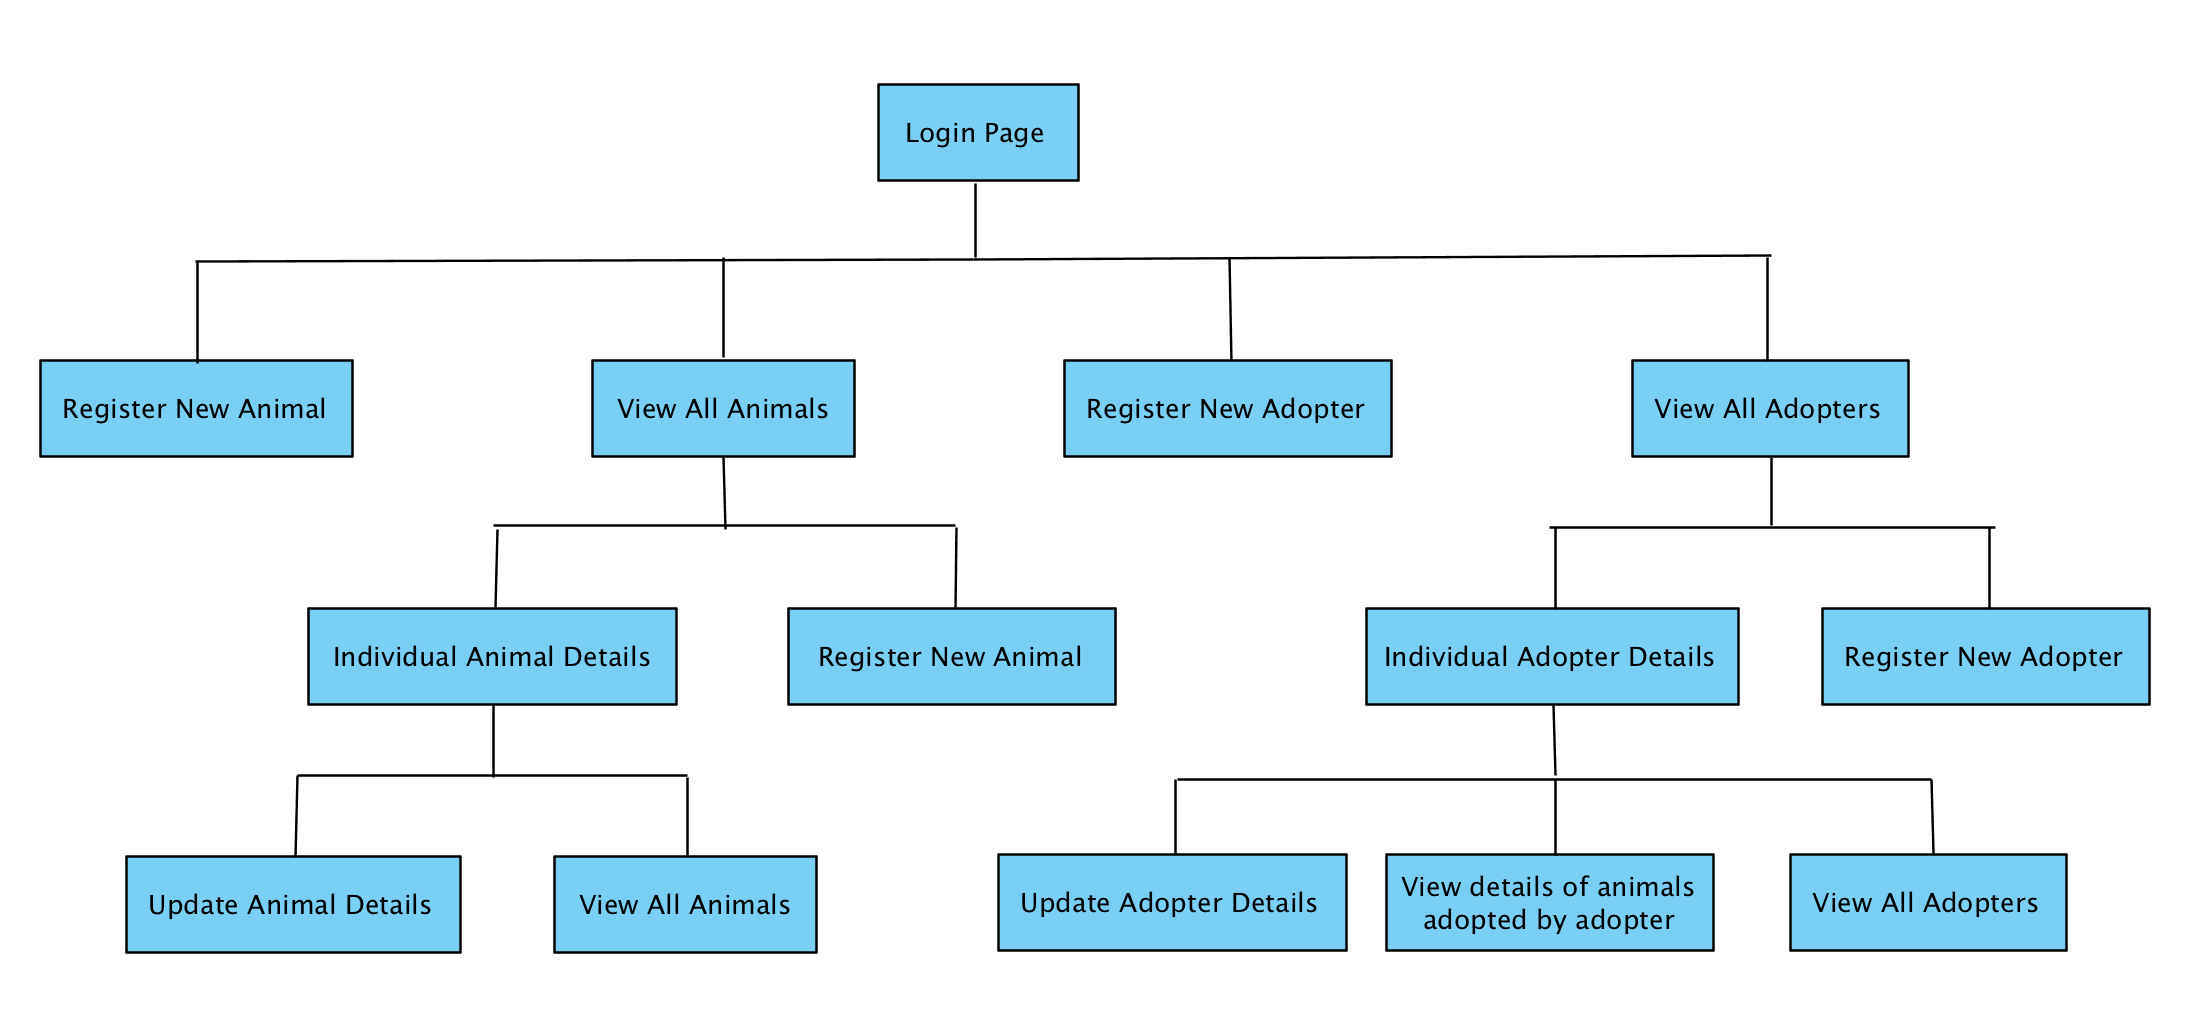 Login Page
Register New Animal
View All Animals
Register New Adopter
View All Adopters
Individual Animal Details
Register New Animal
Individual Adopter Details
Register New Adopter
Update Animal Details
View All Animals
Update Adopter Details
View details of animals
adopted by adopter
View All Adopters